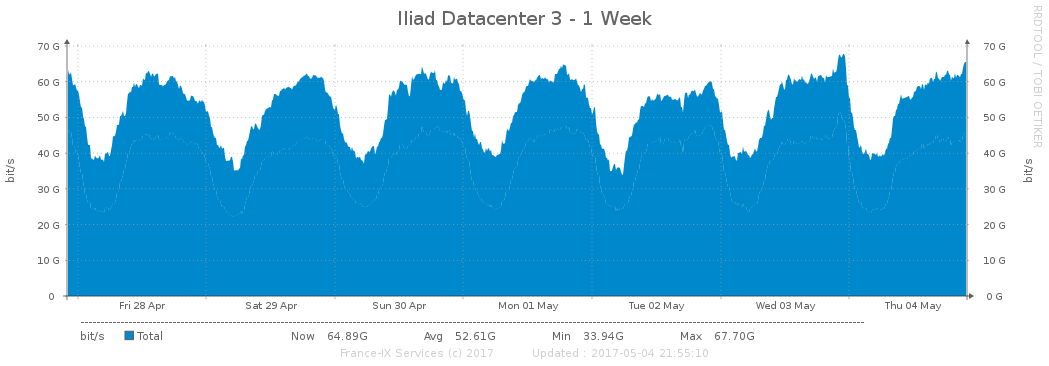 Iliad Datacenter 3 - 1 Week
RRDTOOL / TOBI OETIKER
70 G 70 G
60 G 60 G
50 G 50 G
40 G 40 G
30 G 30 G
20 G 20 G
10 G 10 G
0 0 G
bit/s
bit/s
Fri 28 Apr Sat 29 Apr Sun 30 Apr Mon 01 May Tue 02 May Wed 03 May Thu 04 May
bit/s Total Now 64.89G Avg 52.61G Min 33.94G Max 67.70G
France-IX Services (c) 2017 Updated : 2017-05-04 21:55:10